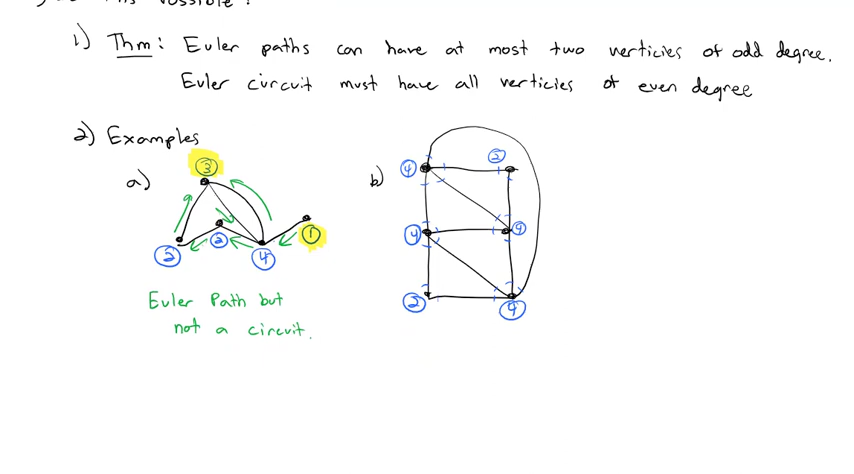 Possible?
1) Thm: Euler paths can have at most two verticies of odd degree.
Euler circuit must have all verticies of even degree
2) Examples
a)
3
2
2
4
1
Euler Path but
not a circuit.
b)
4
2
4
4
2
4